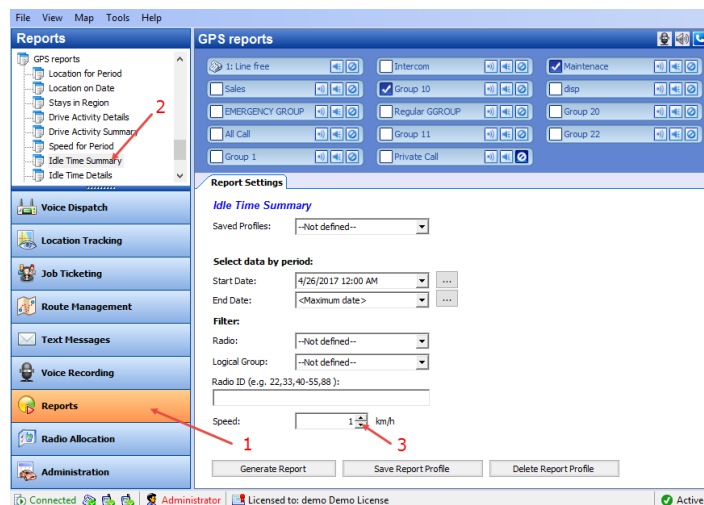 File View Map Tools Help
Reports
GPS reports
GPS reports
Location for Period
Location on Date
Stays in Region
Drive Activity Details
Drive Activity Summary
Speed for Period
Idle Time Summary
Idle Time Details
2
1: Line free Intercom Maintenace
Sales Group 10 disp
EMERGENCY GROUP Regular GGROUP Group 20
All Call Group 11 Group 22
Group 1 Private Call
Voice Dispatch
Location Tracking
Job Ticketing
Route Management
Text Messages
Voice Recording
Reports
Radio Allocation
Administration
1
Report Settings
Idle Time Summary
Saved Profiles: --Not defined--
Select data by period:
Start Date: 4/26/2017 12:00 AM ...
End Date: <Maximum date> ...
Filter:
Radio: --Not defined--
Logical Group: --Not defined--
Radio ID (e.g. 22,33,40-55,88 ):
Speed: 1 km/h
3
Generate Report Save Report Profile Delete Report Profile
Connected Administrator Licensed to: demo Demo License Active